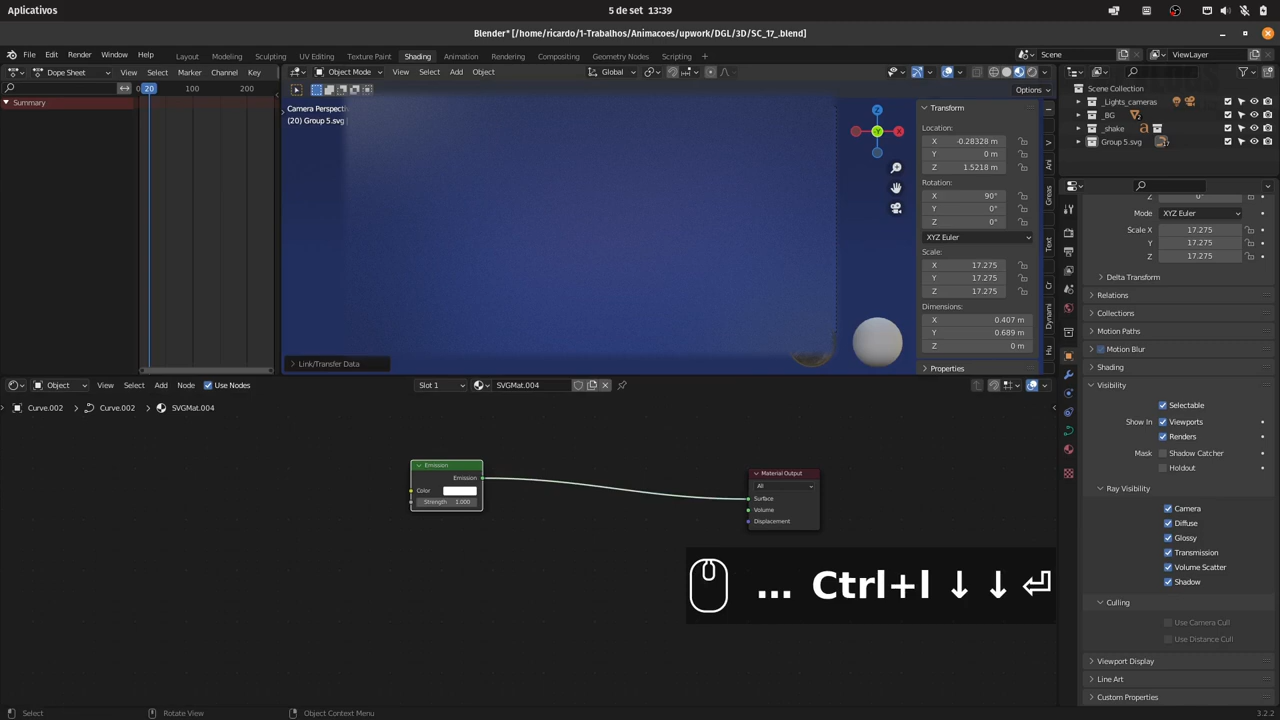 Aplicativos
5 de set 13:39
Blender* [/home/ricardo/1-Trabalhos/Animacoes/upwork/DGL/3D/SC_17_.blend]
File Edit Render Window Help
Layout Modeling Sculpting UV Editing Texture Paint Shading Animation Rendering Compositing Geometry Nodes Scripting
Scene
ViewLayer
Dope Sheet View Select Marker Channel Key
Object Mode View Select Add Object
Global
0 20 100 200
Summary
Options
Camera Perspect
(20) Group 5.svg |
Transform
Location:
X -0.28328 m
Y 0 m
Z 1.5218 m
Rotation:
X 90°
Y 0°
Z 0°
XYZ Euler
Scale:
X 17.275
Y 17.275
Z 17.275
Dimensions:
X 0.407 m
Y 0.689 m
Z 0 m
Properties
V
Ani
Greas
Text
Cr
Dynami
Hu
Z
-Y
X
Link/Transfer Data
Scene Collection
_Lights_cameras
_BG
_shake
Group 5.svg
Z 0°
Mode XYZ Euler
Scale X 17.275
Y 17.275
Z 17.275
Delta Transform
Relations
Collections
Motion Paths
Motion Blur
Shading
Visibility
Selectable
Show In Viewports
Renders
Mask Shadow Catcher
Holdout
Ray Visibility
Camera
Diffuse
Glossy
Transmission
Volume Scatter
Shadow
Culling
Use Camera Cull
Use Distance Cull
Viewport Display
Line Art
Custom Properties
Object View Select Add Node Use Nodes
Slot 1
SVGMat.004
Curve.002 Curve.002 SVGMat.004
Emission
Emission
Color
Strength 1.000
Material Output
All
Surface
Volume
Displacement
... Ctrl+l ↓ ↓ ⏎
Select
Rotate View
Object Context Menu
3.2.2